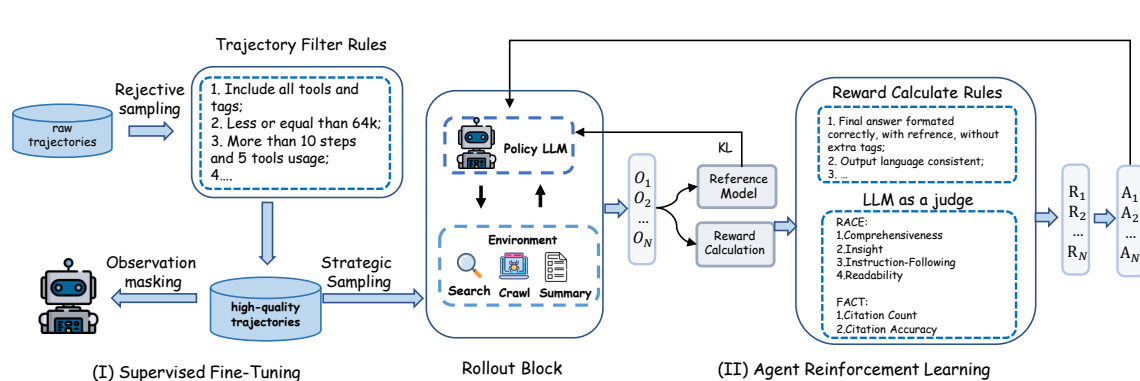 Trajectory Filter Rules
Rejective
sampling
raw
trajectories
1. Include all tools and
tags;
2. Less or equal than 64k;
3. More than 10 steps
and 5 tools usage;
4....
Observation
masking
high-quality
trajectories
Strategic
Sampling
(I) Supervised Fine-Tuning
Policy LLM
Environment
Search
Crawl
Summary
Rollout Block
O1
O2
...
ON
KL
Reference
Model
Reward
Calculation
Reward Calculate Rules
1. Final answer formated
correctly, with refrence, without
extra tags;
2. Output language consistent;
3. ...
LLM as a judge
RACE:
1.Comprehensiveness
2.Insight
3.Instruction-Following
4.Readability
FACT:
1.Citation Count
2.Citation Accuracy
R1
R2
...
RN
A1
A2
...
AN
(II) Agent Reinforcement Learning